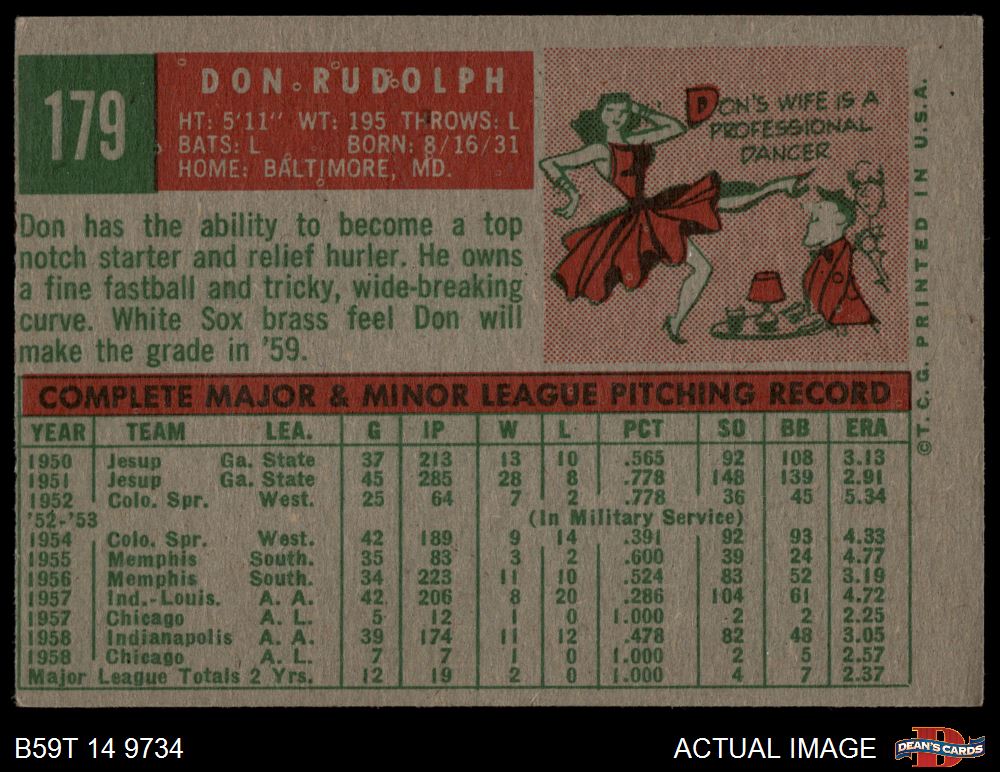 179
DON RUDOLPH
HT: 5'11" WT: 195 THROWS: L
BATS: L BORN: 8/16/31
HOME: BALTIMORE, MD.
DON'S WIFE IS A
PROFESSIONAL
DANCER
Don has the ability to become a top
notch starter and relief hurler. He owns
a fine fastball and tricky, wide-breaking
curve. White Sox brass feel Don will
make the grade in '59.
©T.C.G. PRINTED IN U.S.A.
COMPLETE MAJOR & MINOR LEAGUE PITCHING RECORD
YEAR TEAM LEA. G IP W L PCT SO BB ERA
1950 Jesup Ga. State 37 213 13 10 .565 92 108 3.13
1951 Jesup Ga. State 45 285 28 8 .778 148 139 2.91
1952 Colo. Spr. West. 25 64 7 2 .778 36 45 5.34
'52-'53 (In Military Service)
1954 Colo. Spr. West. 42 189 9 14 .391 92 93 4.33
1955 Memphis South. 35 83 3 2 .600 39 24 4.77
1956 Memphis South. 34 223 11 10 .524 83 52 3.19
1957 Ind.-Louis. A. A. 42 206 8 20 .286 104 61 4.72
1957 Chicago A. L. 5 12 1 0 1.000 2 2 2.25
1958 Indianapolis A. A. 39 174 11 12 .478 82 48 3.05
1958 Chicago A. L. 7 7 1 0 1.000 2 5 2.57
Major League Totals 2 Yrs. 12 19 2 0 1.000 4 7 2.37
B59T 14 9734
ACTUAL IMAGE
DEAN'S CARDS